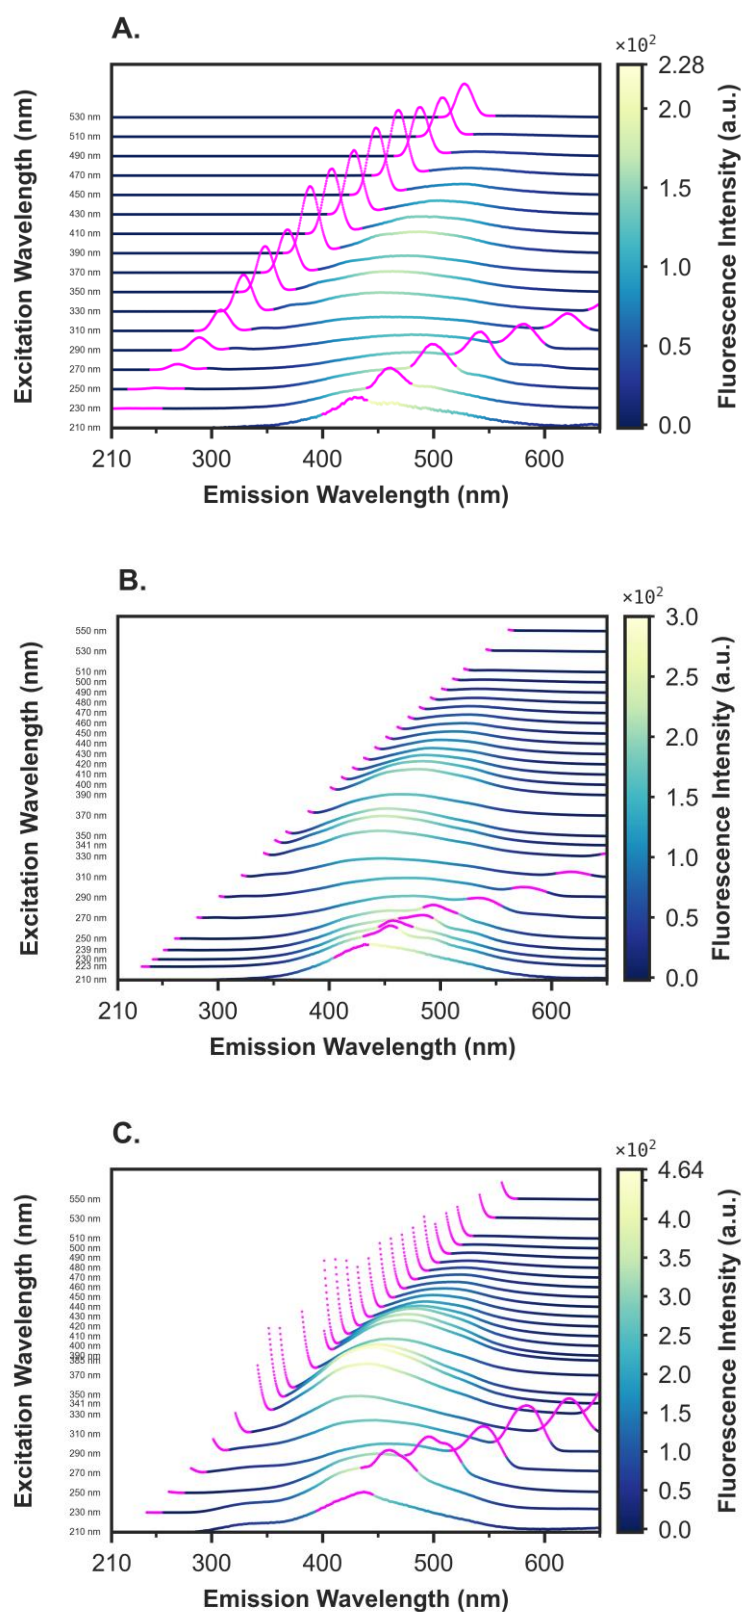 A.
×10²
2.28
2.0
1.5
1.0
0.5
0.0
Fluorescence Intensity (a.u.)
Excitation Wavelength (nm)
530 nm
510 nm
490 nm
470 nm
450 nm
430 nm
410 nm
390 nm
370 nm
350 nm
330 nm
310 nm
290 nm
270 nm
250 nm
230 nm
210 nm
210 300 400 500 600
Emission Wavelength (nm)
B.
×10²
3.0
2.5
2.0
1.5
1.0
0.5
0.0
Fluorescence Intensity (a.u.)
Excitation Wavelength (nm)
550 nm
530 nm
510 nm
500 nm
490 nm
480 nm
470 nm
460 nm
450 nm
440 nm
430 nm
420 nm
410 nm
400 nm
390 nm
370 nm
350 nm
341 nm
330 nm
310 nm
290 nm
270 nm
250 nm
239 nm
230 nm
223 nm
210 nm
210 300 400 500 600
Emission Wavelength (nm)
C.
×10²
4.64
4.0
3.5
3.0
2.5
2.0
1.5
1.0
0.5
0.0
Fluorescence Intensity (a.u.)
Excitation Wavelength (nm)
550 nm
530 nm
510 nm
500 nm
490 nm
480 nm
470 nm
460 nm
450 nm
440 nm
430 nm
420 nm
410 nm
400 nm
390 nm
385 nm
370 nm
350 nm
341 nm
330 nm
310 nm
290 nm
270 nm
250 nm
230 nm
210 nm
210 300 400 500 600
Emission Wavelength (nm)